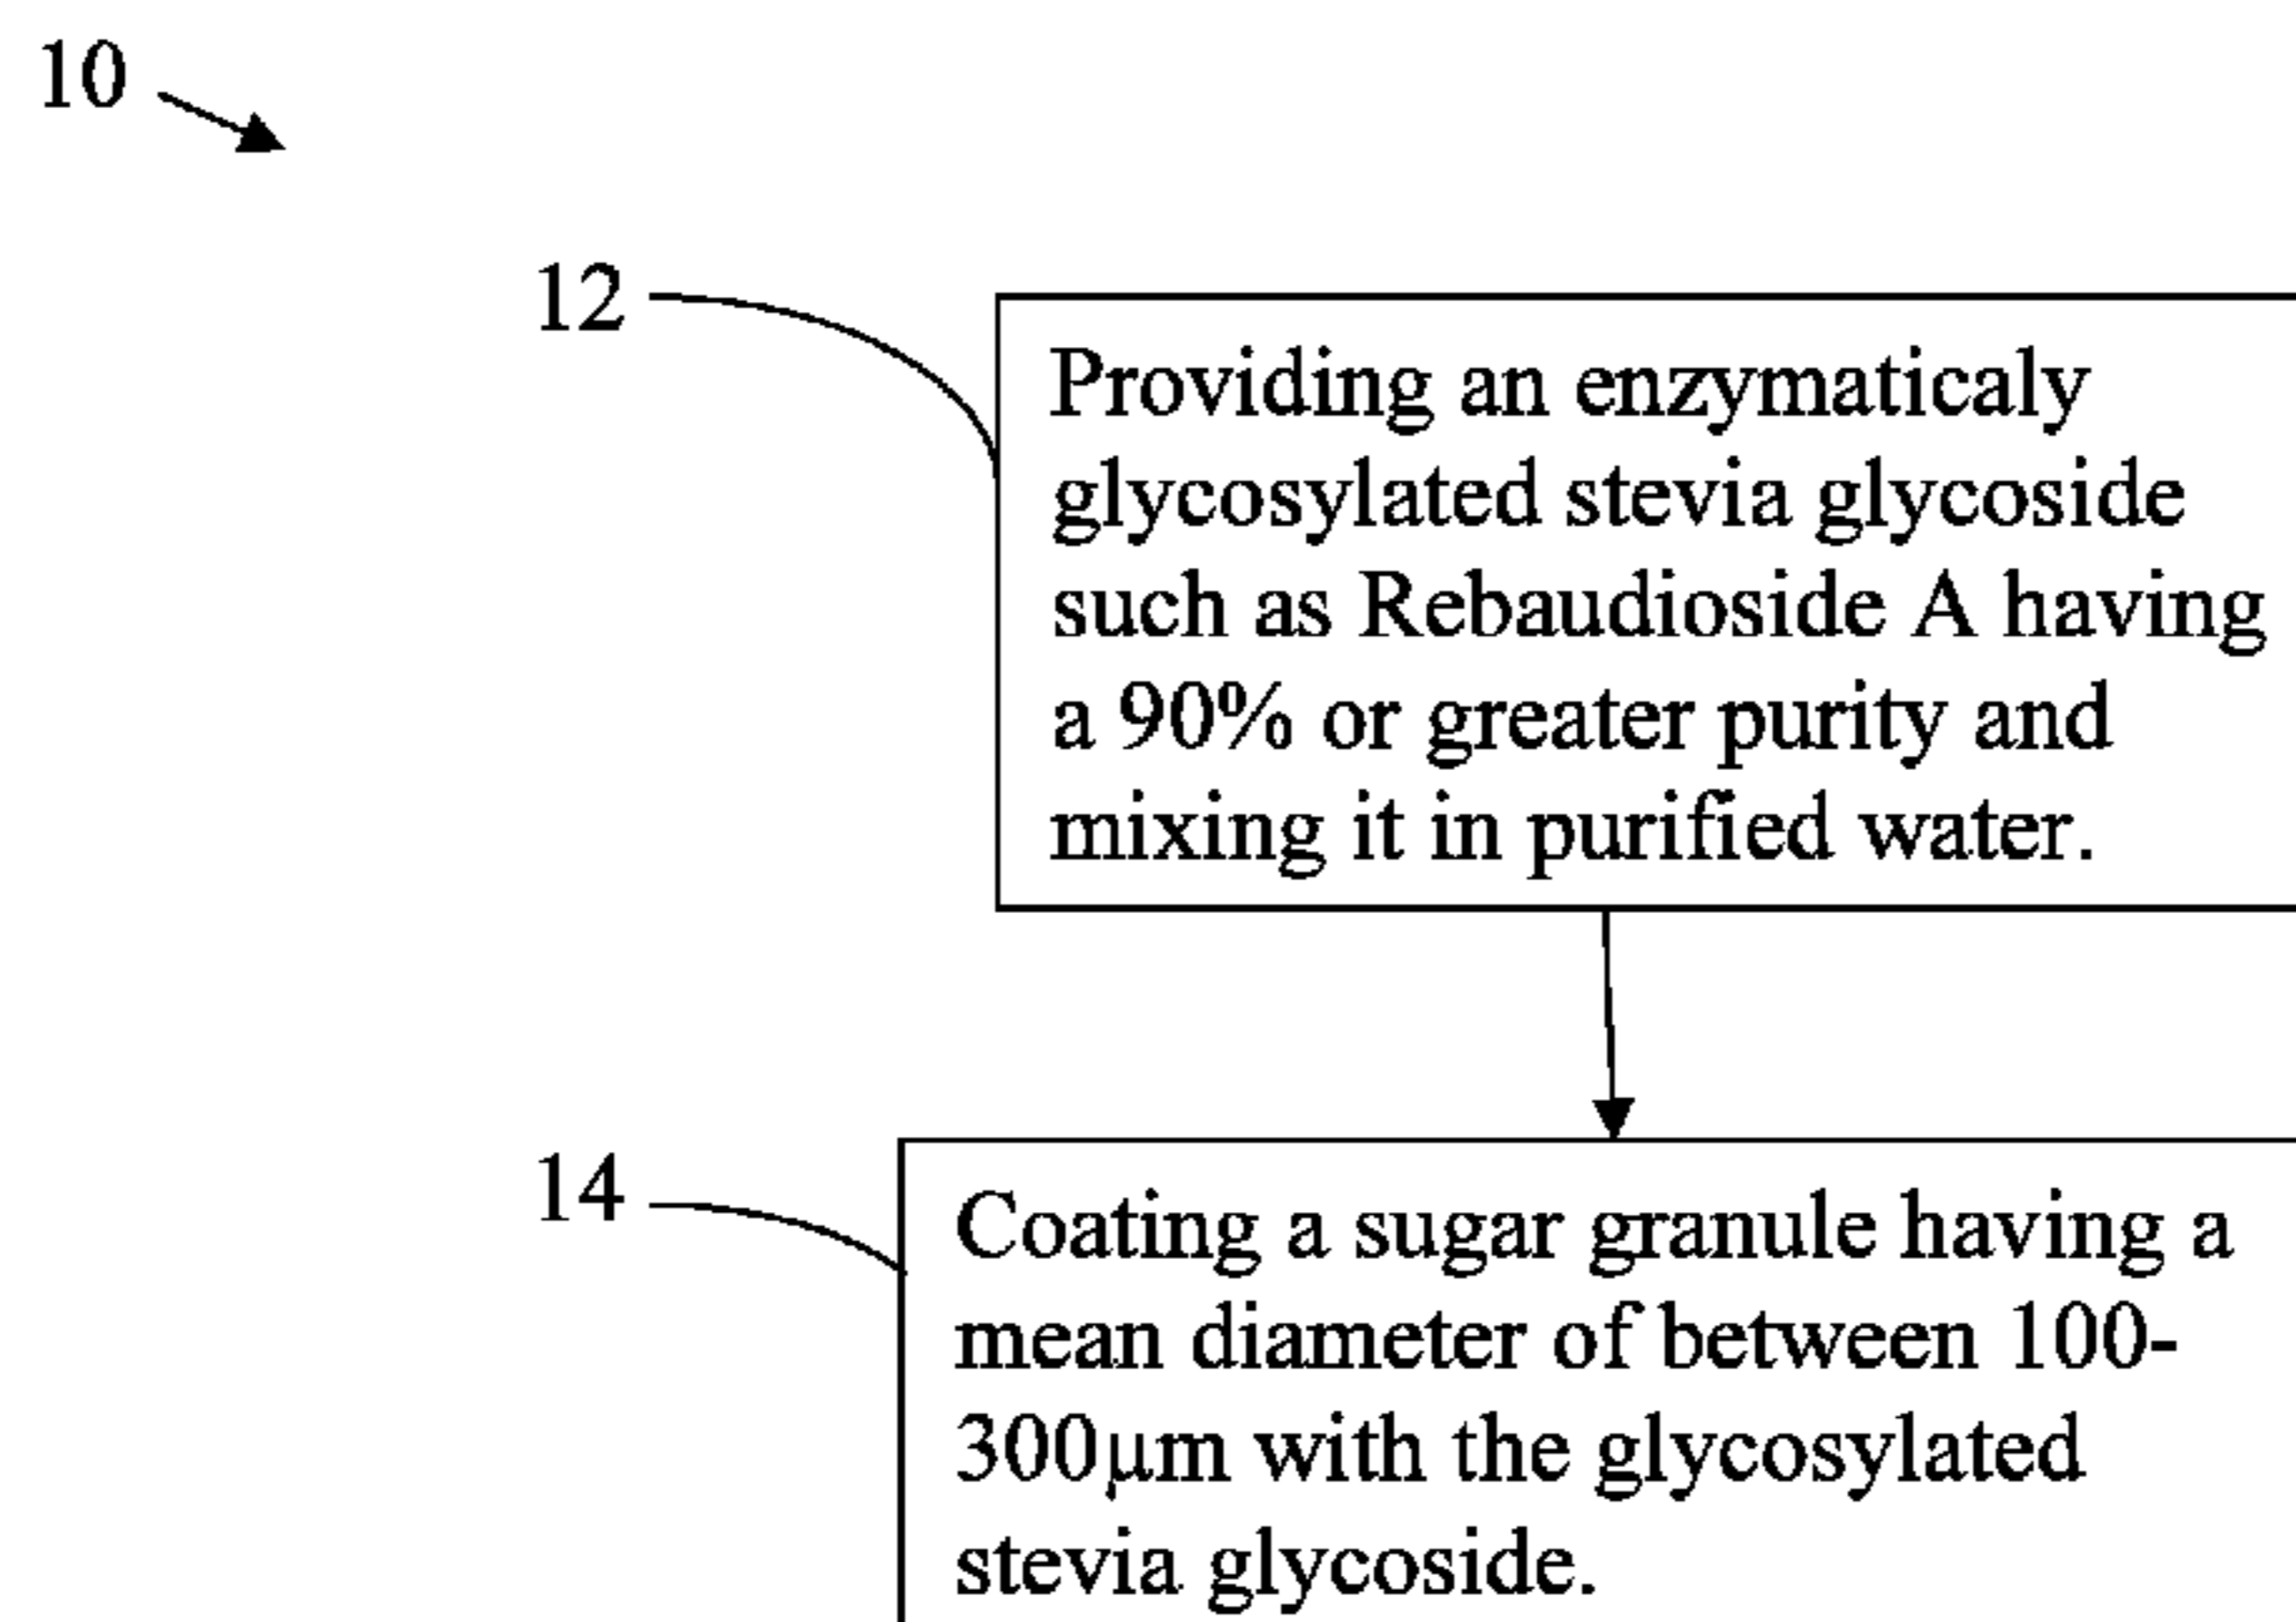 10
12
Providing an enzymaticaly
glycosylated stevia glycoside
such as Rebaudioside A having
a 90% or greater purity and
mixing it in purified water.
14
Coating a sugar granule having a
mean diameter of between 100-
300µm with the glycosylated
stevia glycoside.